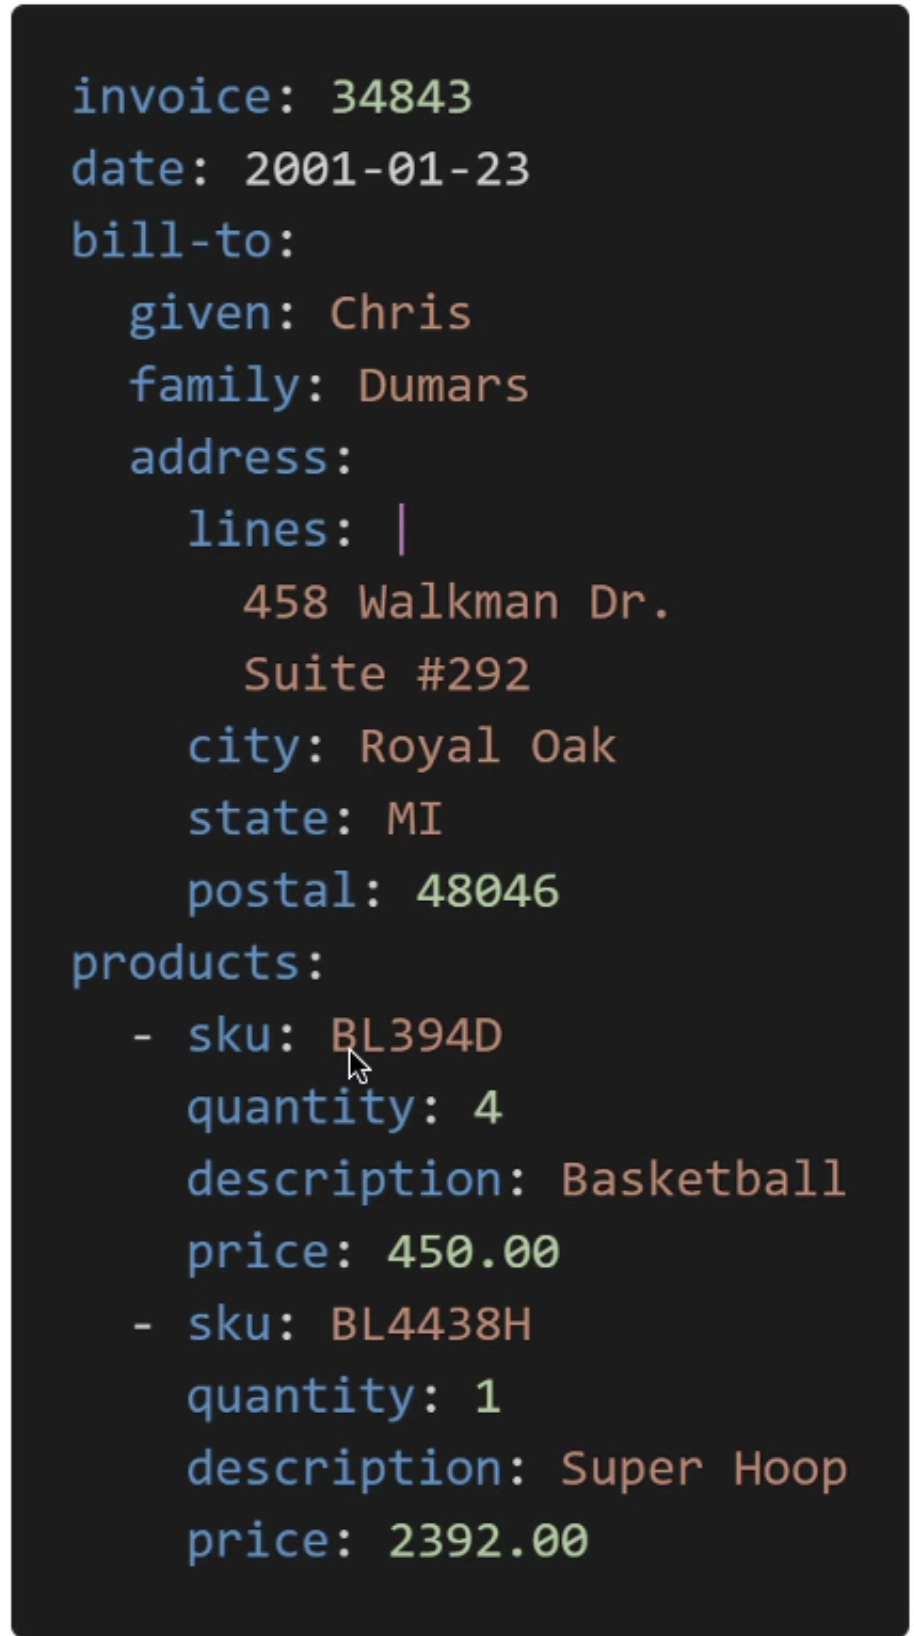 invoice: 34843
date: 2001-01-23
bill-to:
  given: Chris
  family: Dumars
  address:
    lines: |
      458 Walkman Dr.
      Suite #292
    city: Royal Oak
    state: MI
    postal: 48046
products:
  - sku: BL394D
    quantity: 4
    description: Basketball
    price: 450.00
  - sku: BL4438H
    quantity: 1
    description: Super Hoop
    price: 2392.00